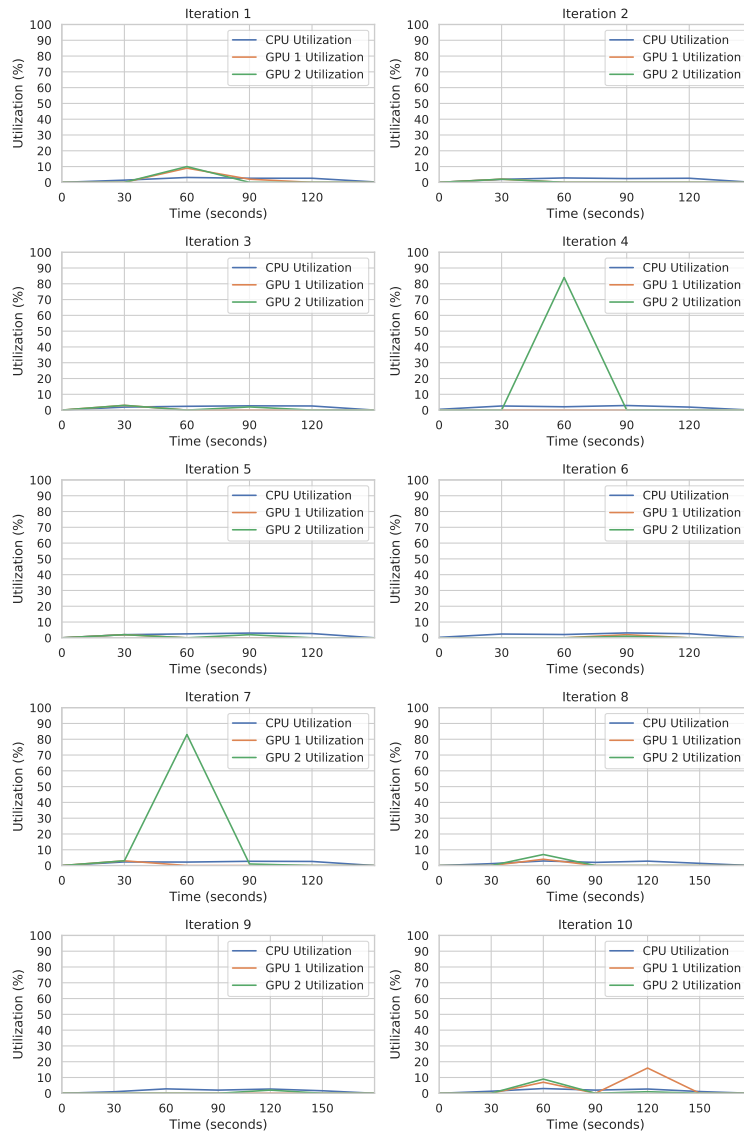 Iteration 1
100
90
80
70
60
50
40
30
20
10
0
Utilization (%)
CPU Utilization
GPU 1 Utilization
GPU 2 Utilization
0 30 60 90 120
Time (seconds)
Iteration 2
100
90
80
70
60
50
40
30
20
10
0
Utilization (%)
CPU Utilization
GPU 1 Utilization
GPU 2 Utilization
0 30 60 90 120
Time (seconds)
Iteration 3
100
90
80
70
60
50
40
30
20
10
0
Utilization (%)
CPU Utilization
GPU 1 Utilization
GPU 2 Utilization
0 30 60 90 120
Time (seconds)
Iteration 4
100
90
80
70
60
50
40
30
20
10
0
Utilization (%)
CPU Utilization
GPU 1 Utilization
GPU 2 Utilization
0 30 60 90 120
Time (seconds)
Iteration 5
100
90
80
70
60
50
40
30
20
10
0
Utilization (%)
CPU Utilization
GPU 1 Utilization
GPU 2 Utilization
0 30 60 90 120
Time (seconds)
Iteration 6
100
90
80
70
60
50
40
30
20
10
0
Utilization (%)
CPU Utilization
GPU 1 Utilization
GPU 2 Utilization
0 30 60 90 120
Time (seconds)
Iteration 7
100
90
80
70
60
50
40
30
20
10
0
Utilization (%)
CPU Utilization
GPU 1 Utilization
GPU 2 Utilization
0 30 60 90 120
Time (seconds)
Iteration 8
100
90
80
70
60
50
40
30
20
10
0
Utilization (%)
CPU Utilization
GPU 1 Utilization
GPU 2 Utilization
0 30 60 90 120 150
Time (seconds)
Iteration 9
100
90
80
70
60
50
40
30
20
10
0
Utilization (%)
CPU Utilization
GPU 1 Utilization
GPU 2 Utilization
0 30 60 90 120 150
Time (seconds)
Iteration 10
100
90
80
70
60
50
40
30
20
10
0
Utilization (%)
CPU Utilization
GPU 1 Utilization
GPU 2 Utilization
0 30 60 90 120 150
Time (seconds)